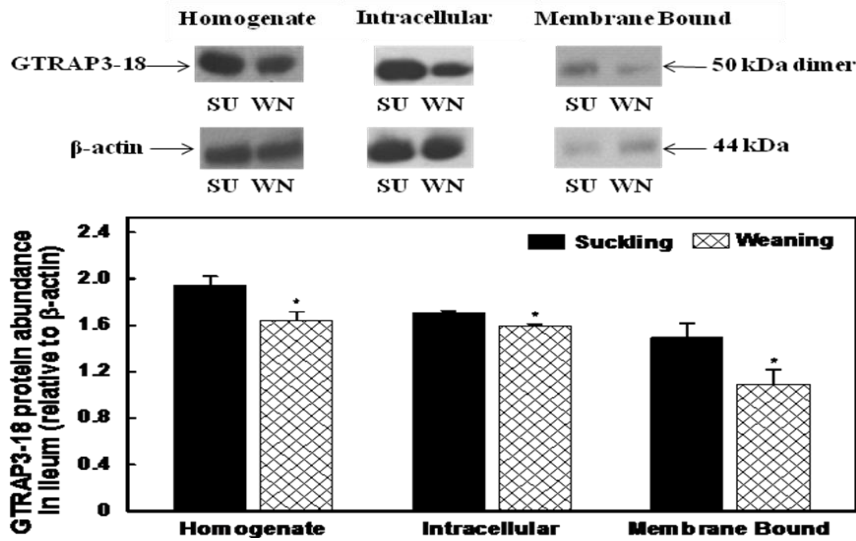 Homogenate Intracellular Membrane Bound
GTRAP3-18 50 kDa dimer
SU WN SU WN SU WN
β-actin 44 kDa
SU WN SU WN SU WN
GTRAP3-18 protein abundance
In Ileum (relative to β-actin)
2.4
2.0
1.6
1.2
0.8
0.4
0
Suckling Weaning
* * *
Homogenate Intracellular Membrane Bound